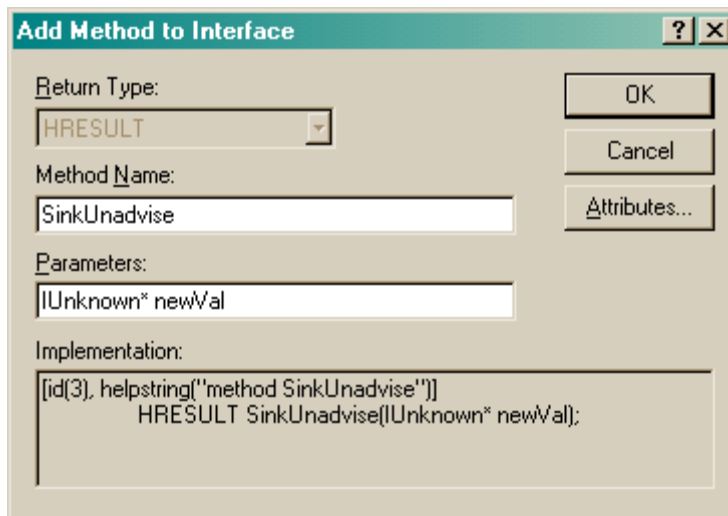 Add Method to Interface
Return Type:
HRESULT
Method Name:
SinkUnadvise
Parameters:
IUnknown* newVal
Implementation:
[id(3), helpstring("method SinkUnadvise")]
HRESULT SinkUnadvise(IUnknown* newVal);
OK
Cancel
Attributes...